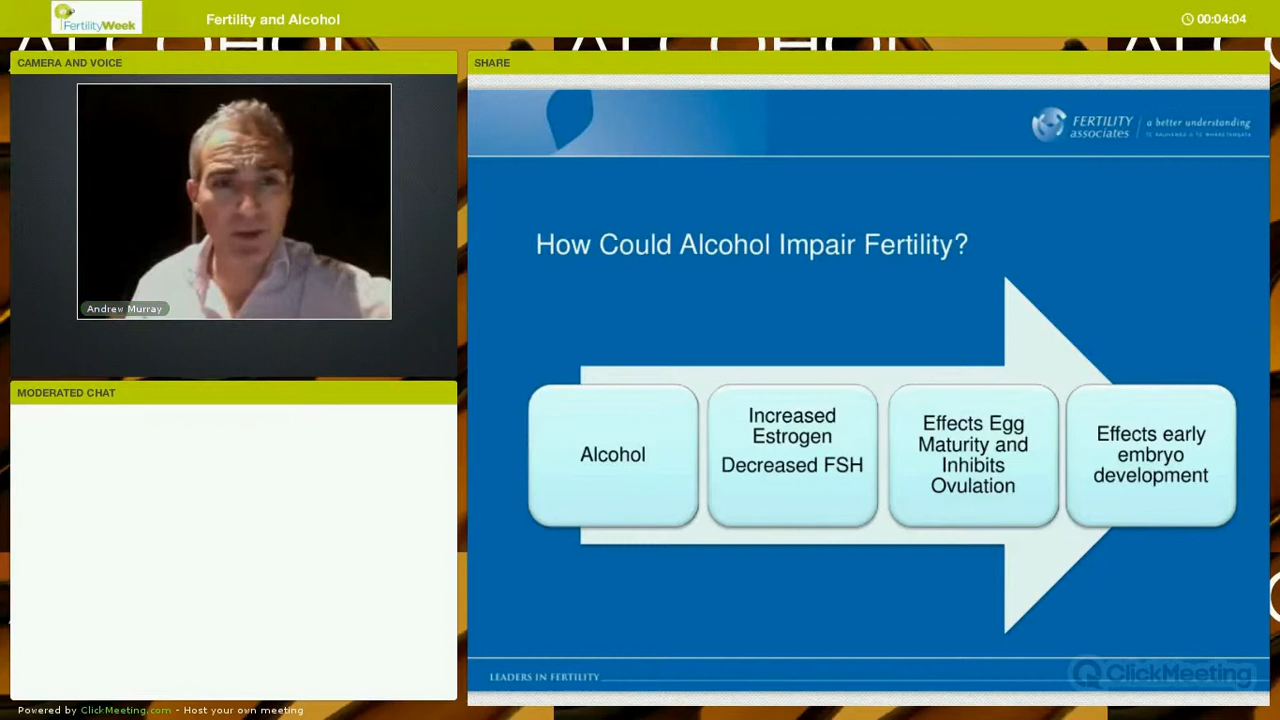 FertilityWeek
Fertility and Alcohol
00:04:04
ALCOHOL
ALCOHOL
CAMERA AND VOICE
Andrew Murray
MODERATED CHAT
SHARE
FERTILITY
associates
a better understanding
How Could Alcohol Impair Fertility?
Alcohol
Increased
Estrogen
Decreased FSH
Effects Egg
Maturity and
Inhibits
Ovulation
Effects early
embryo
development
LEADERS IN FERTILITY
ClickMeeting
Powered by ClickMeeting.com - Host your own meeting